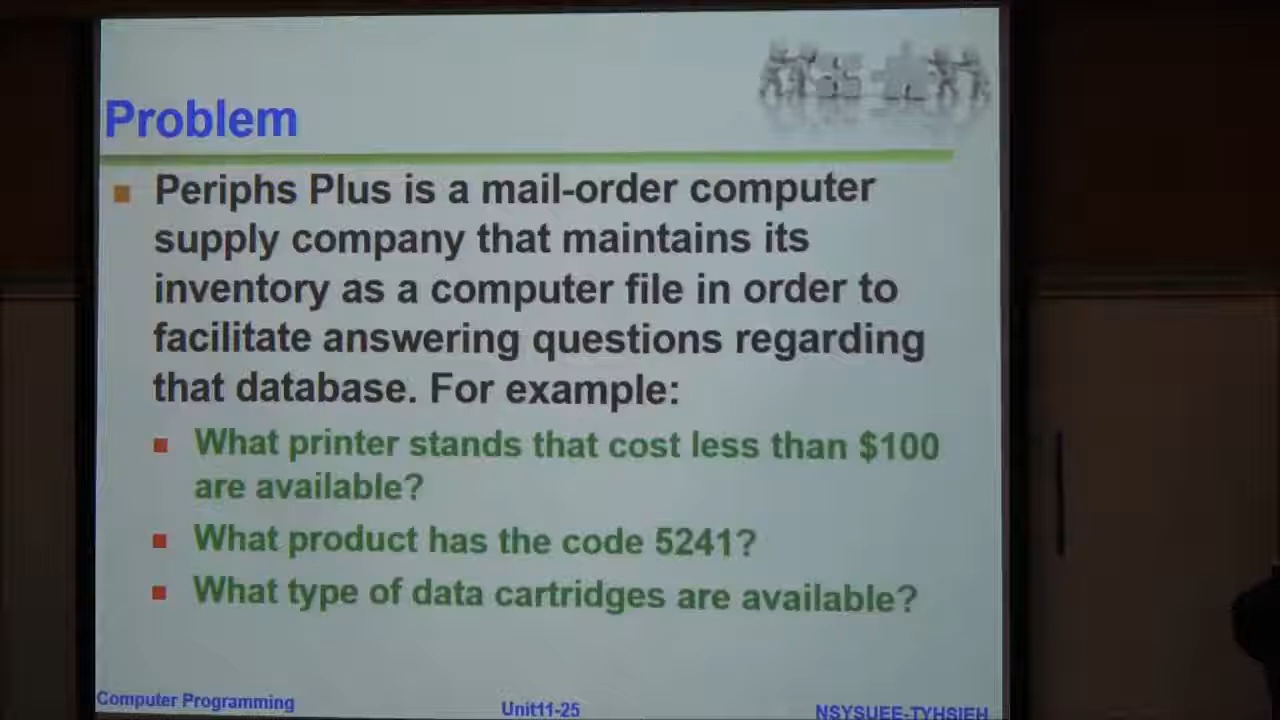 Problem
Periphs Plus is a mail-order computer
supply company that maintains its
inventory as a computer file in order to
facilitate answering questions regarding
that database. For example:
What printer stands that cost less than $100
are available?
What product has the code 5241?
What type of data cartridges are available?
Computer Programming
Unit11-25
NSYSUEE-TYHSIEH